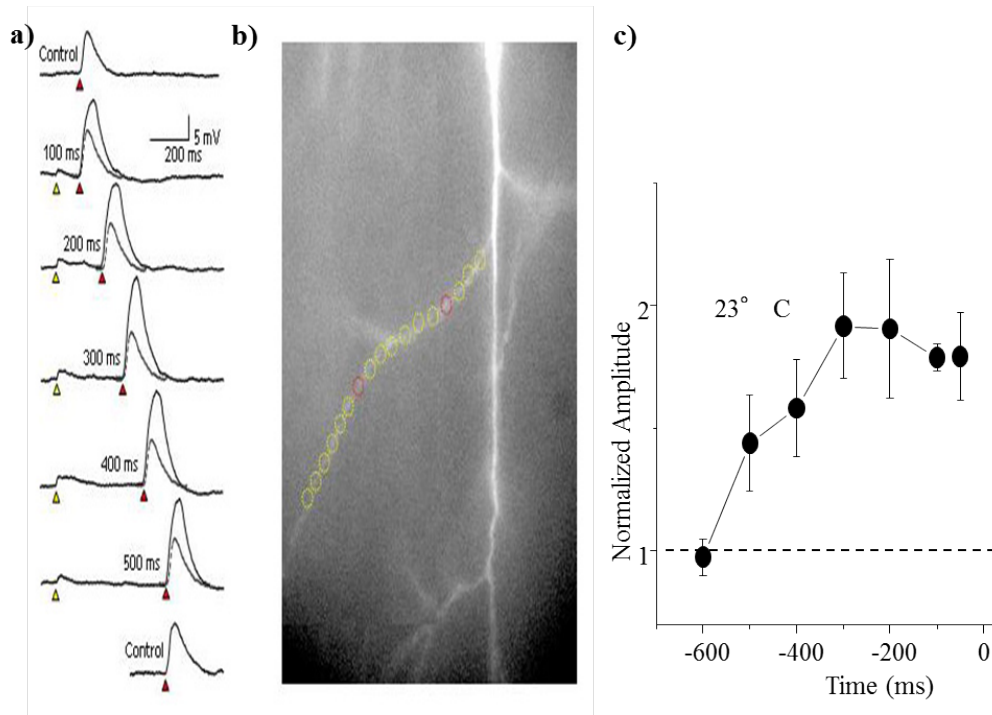 a)
Control
5 mV
200 ms
100 ms
200 ms
300 ms
400 ms
500 ms
Control
b)
c)
23° C
Normalized Amplitude
2
1
-600 -400 -200 0
Time (ms)